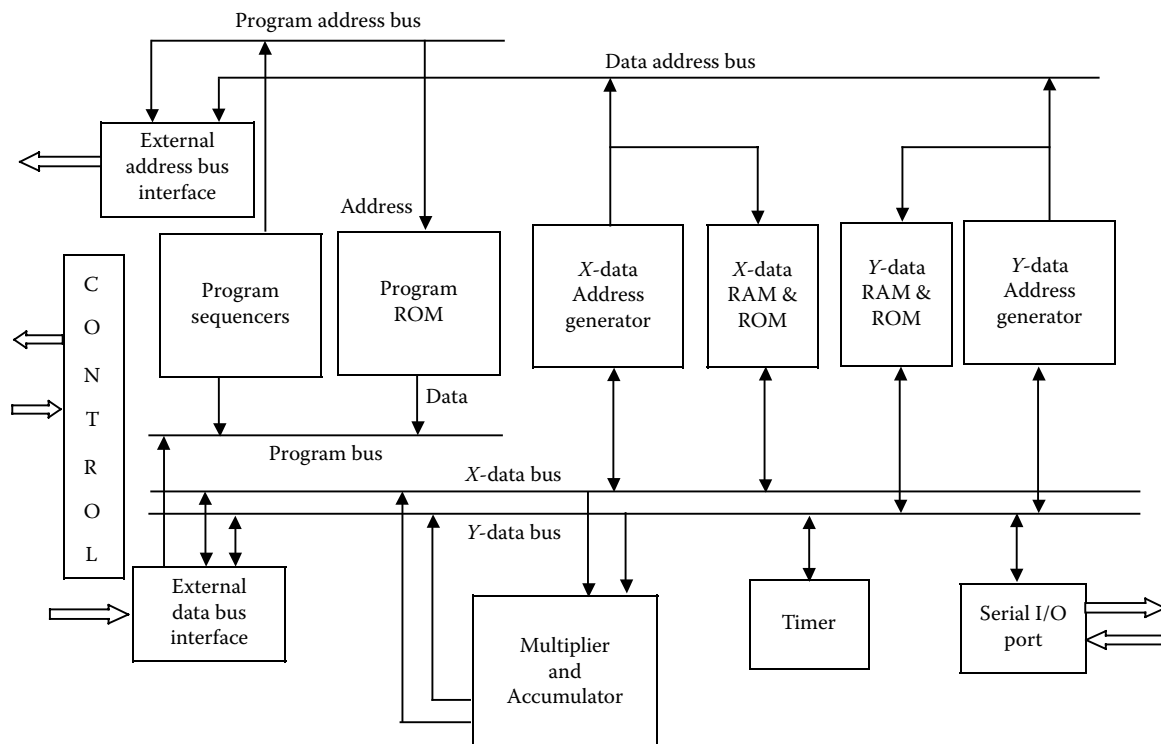 Program address bus
Data address bus
External
address bus
interface
Address
C
O
N
T
R
O
L
Program
sequencers
Program
ROM
X-data
Address
generator
X-data
RAM &
ROM
Y-data
RAM &
ROM
Y-data
Address
generator
Data
Program bus
X-data bus
Y-data bus
External
data bus
interface
Multiplier
and
Accumulator
Timer
Serial I/O
port